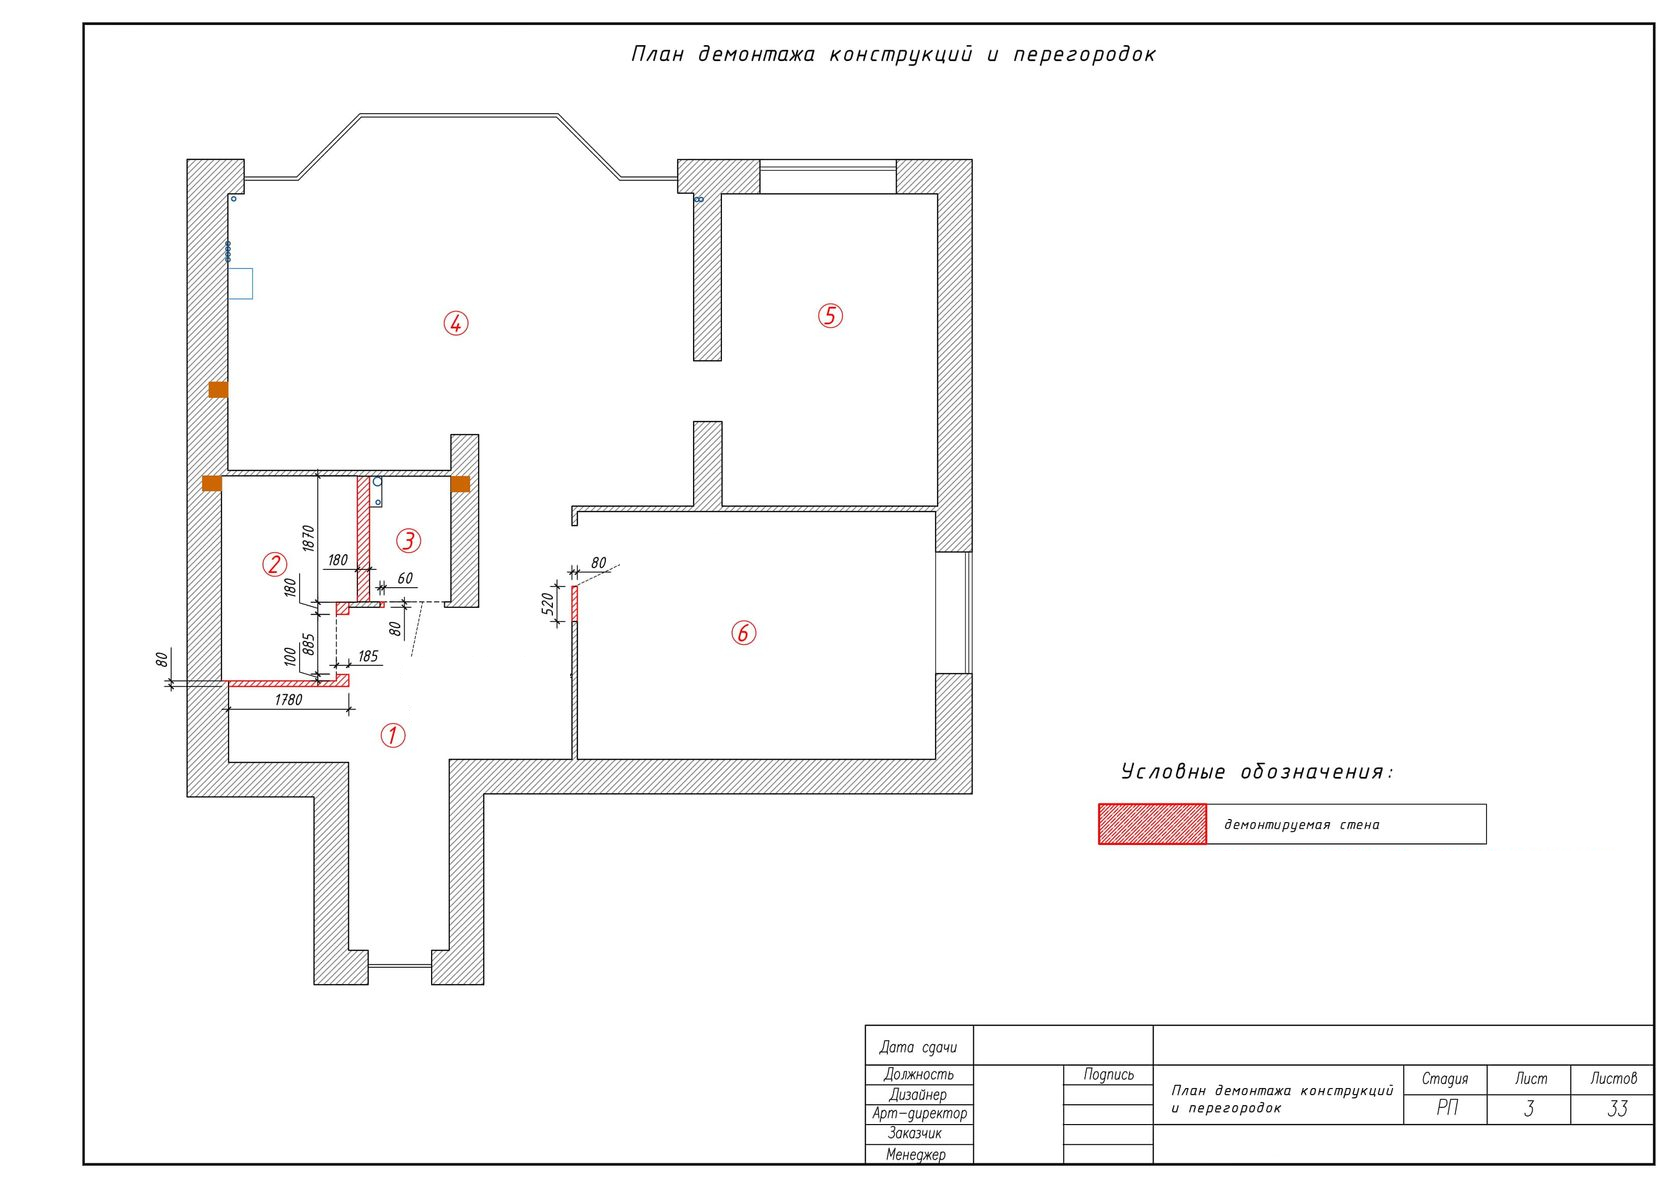 План демонтажа конструкций и перегородок
4
5
1870
2
180
3
180
60
80
520
80
6
885
100
185
80
1780
1
Условные обозначения:
демонтируемая стена
Дата сдачи
Должность
Подпись
Дизайнер
Арт-директор
Заказчик
Менеджер
План демонтажа конструкций
и перегородок
Стадия
Лист
Листов
РП
3
33